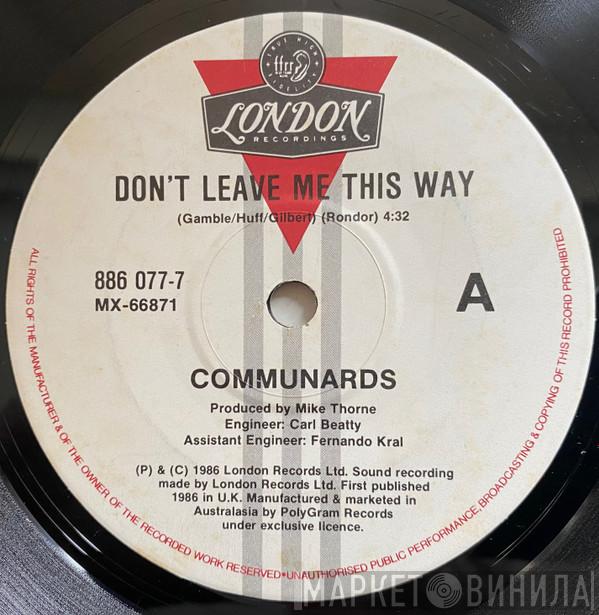 TRUE HIGH FIDELITY
ffrr
LONDON
RECORDINGS
DON'T LEAVE ME THIS WAY
(Gamble/Huff/Gilbert) (Rondor) 4:32
886 077-7
MX-66871
A
COMMUNARDS
Produced by Mike Thorne
Engineer: Carl Beatty
Assistant Engineer: Fernando Kral
(P) & (C) 1986 London Records Ltd. Sound recording
made by London Records Ltd. First published
1986 in U.K. Manufactured & marketed in
Australasia by PolyGram Records
under exclusive licence.
ALL RIGHTS OF THE MANUFACTURER & OF THE OWNER OF THE RECORDED WORK RESERVED•UNAUTHORISED PUBLIC PERFORMANCE, BROADCASTING & COPYING OF THIS RECORD PROHIBITED
МАРКЕТ ВИНИЛА